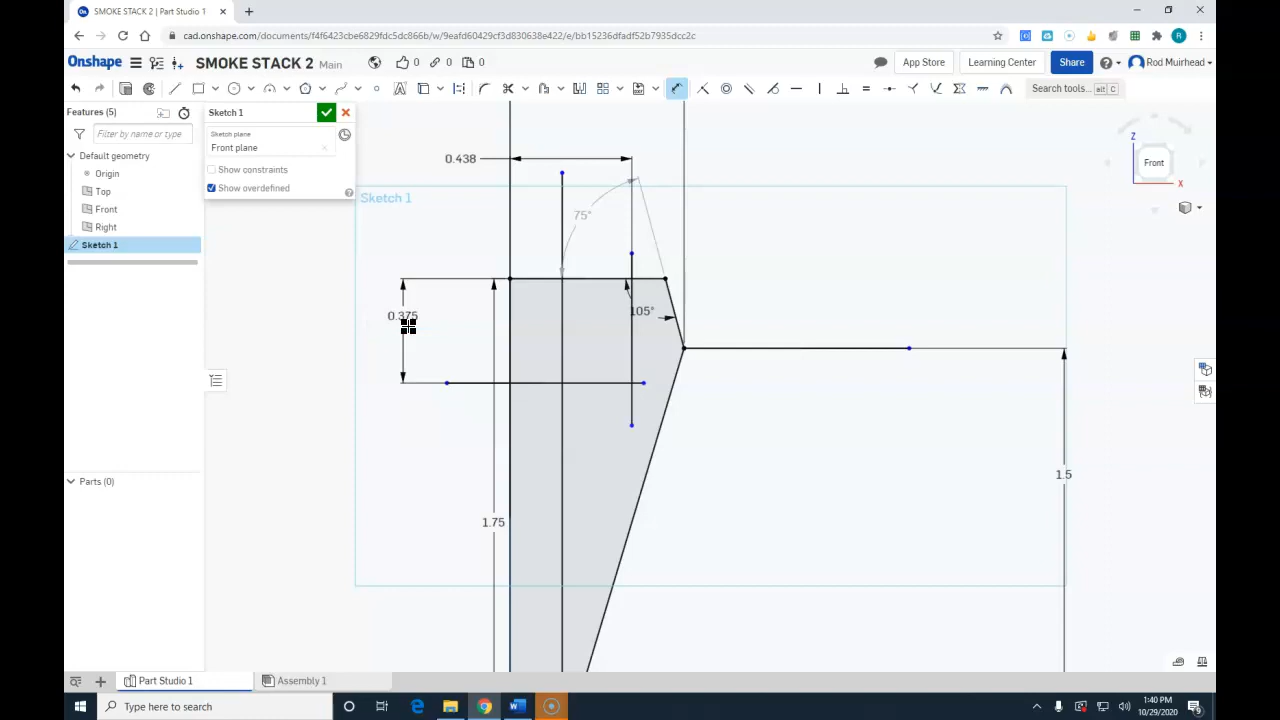 On SMOKE STACK 2 | Part Studio 1
cad.onshape.com/documents/f4f6423cbe6829fdc5dc866b/w/9eafd60429cf3d830638e422/e/bb15236dfadf52b7935dcc2c
R
Onshape SMOKE STACK 2 Main 0 0 0 App Store Learning Center Share Rod Muirhead
Search tools... alt C
Features (5)
Filter by name or type
Default geometry
Origin
Top
Front
Right
Sketch 1
Parts (0)
Sketch 1
Sketch plane
Front plane
Show constraints
Show overdefined
Sketch 1
0.438
75°
105°
0.375
1.75
1.5
Z
Front
X
Part Studio 1 Assembly 1
Type here to search
1:40 PM
10/29/2020